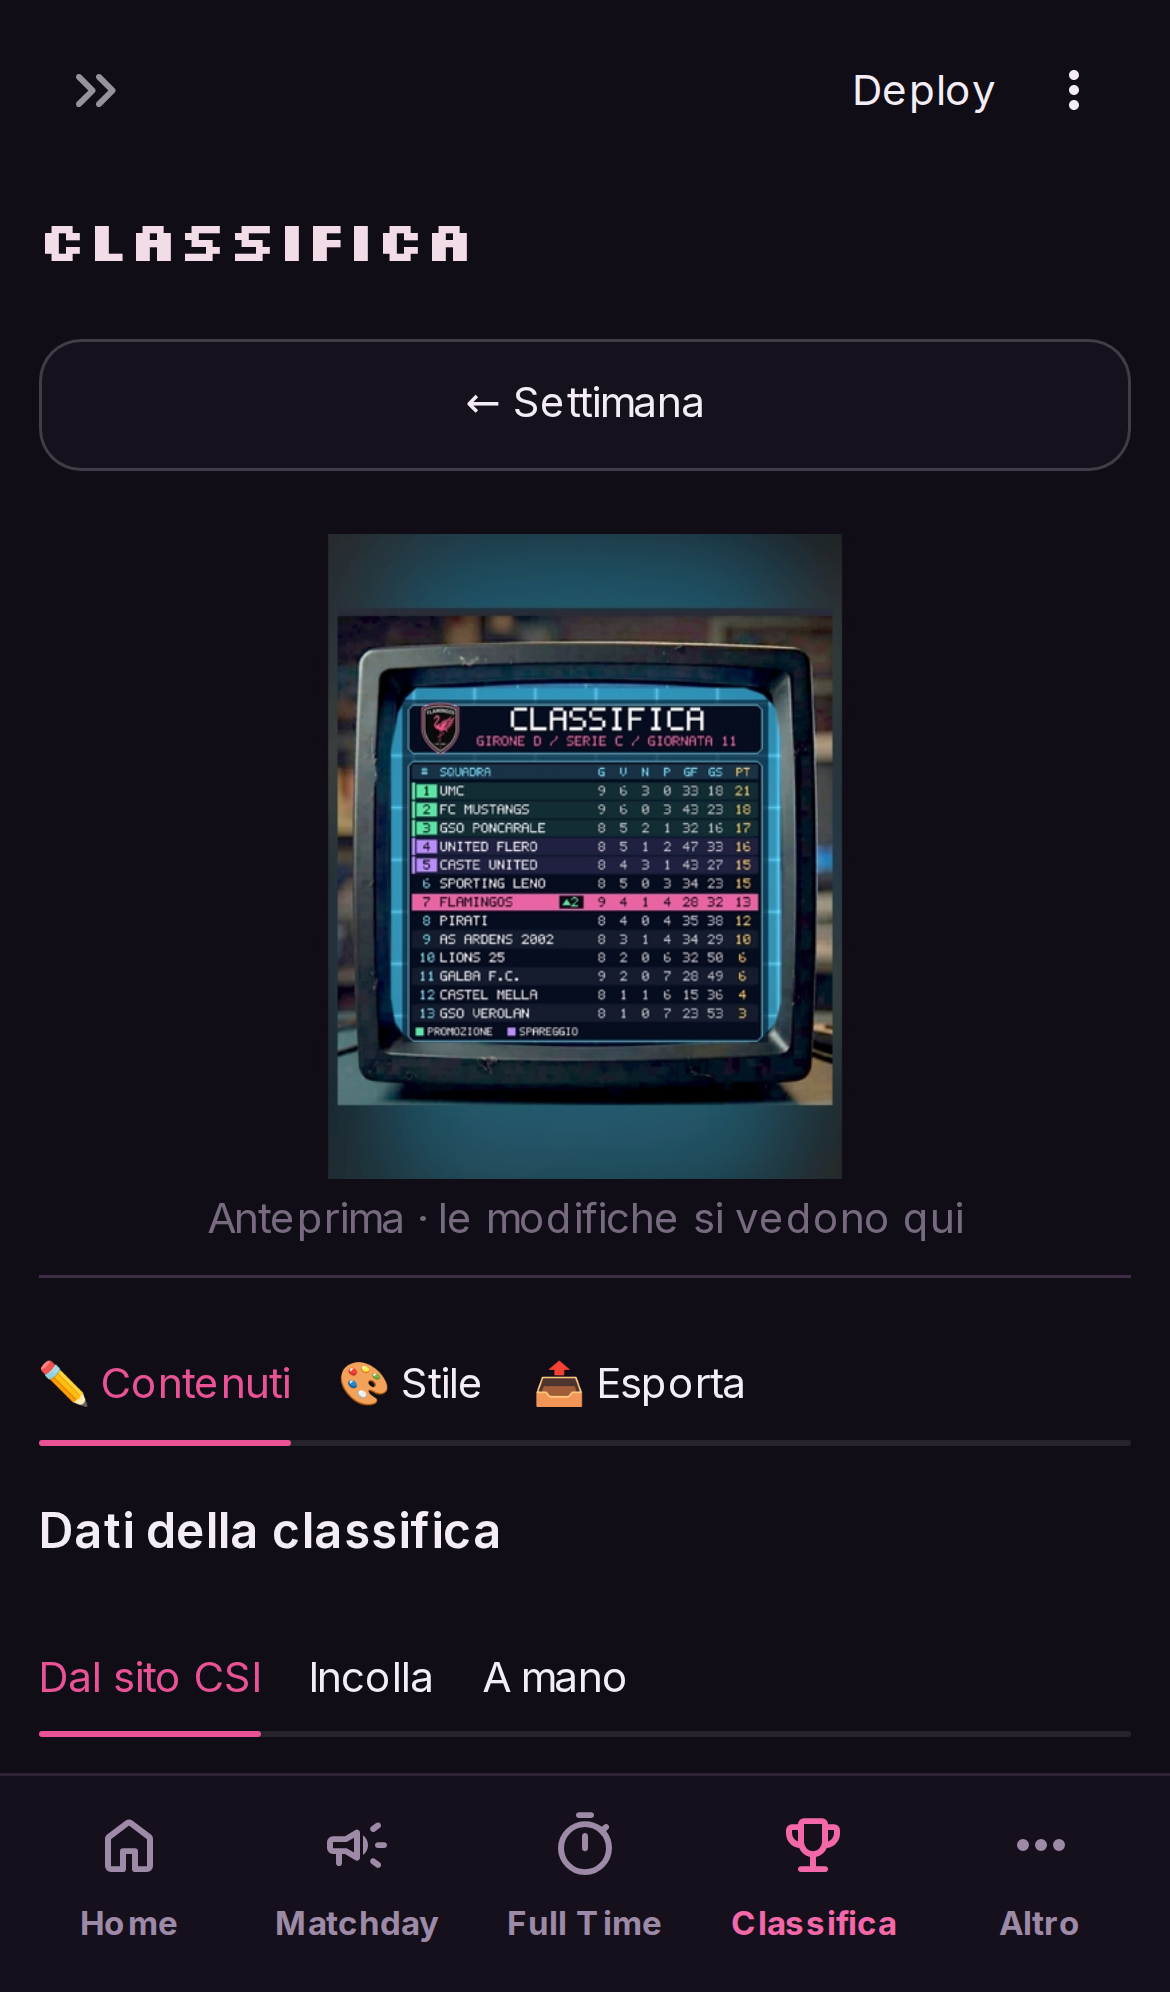 Deploy
CLASSIFICA
← Settimana
FLAMINGOS
CLASSIFICA
GIRONE D / SERIE C / GIORNATA 11
# SQUADRA G V N P GF GS PT
1 UMC 9 6 3 0 33 18 21
2 FC MUSTANGS 9 6 0 3 43 23 18
3 GSO PONCARALE 8 5 2 1 32 16 17
4 UNITED FLERO 8 5 1 2 47 33 16
5 CASTE UNITED 8 4 3 1 43 27 15
6 SPORTING LENO 8 5 0 3 34 23 15
7 FLAMINGOS ▲2 9 4 1 4 28 32 13
8 PIRATI 8 4 0 4 35 38 12
9 AS ARDENS 2002 8 3 1 4 34 29 10
10 LIONS 25 8 2 0 6 32 50 6
11 GALBA F.C. 9 2 0 7 28 49 6
12 CASTEL MELLA 8 1 1 6 15 36 4
13 GSO VEROLAN 8 1 0 7 23 53 3
PROMOZIONE SPAREGGIO
Anteprima · le modifiche si vedono qui
Contenuti Stile Esporta
Dati della classifica
Dal sito CSI Incolla A mano
Home Matchday Full Time Classifica Altro